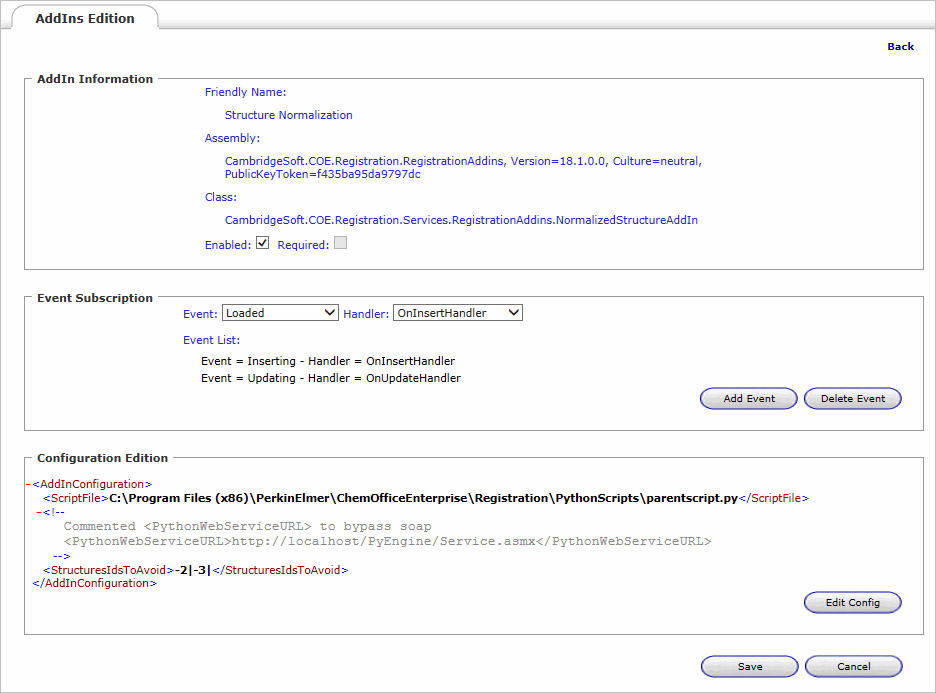 AddIns Edition
Back
AddIn Information
Friendly Name:
Structure Normalization
Assembly:
CambridgeSoft.COE.Registration.RegistrationAddins, Version=18.1.0.0, Culture=neutral,
PublicKeyToken=f435ba95da9797dc
Class:
CambridgeSoft.COE.Registration.Services.RegistrationAddins.NormalizedStructureAddIn
Enabled: Required:
Event Subscription
Event: Loaded Handler: OnInsertHandler
Event List:
Event = Inserting - Handler = OnInsertHandler
Event = Updating - Handler = OnUpdateHandler
Add Event Delete Event
Configuration Edition
-<AddInConfiguration>
<ScriptFile>C:\Program Files (x86)\PerkinElmer\ChemOfficeEnterprise\Registration\PythonScripts\parentscript.py</ScriptFile>
-<!--
Commented <PythonWebServiceURL> to bypass soap
<PythonWebServiceURL>http://localhost/PyEngine/Service.asmx</PythonWebServiceURL>
-->
<StructuresIdsToAvoid>-2|-3|</StructuresIdsToAvoid>
</AddInConfiguration>
Edit Config
Save Cancel